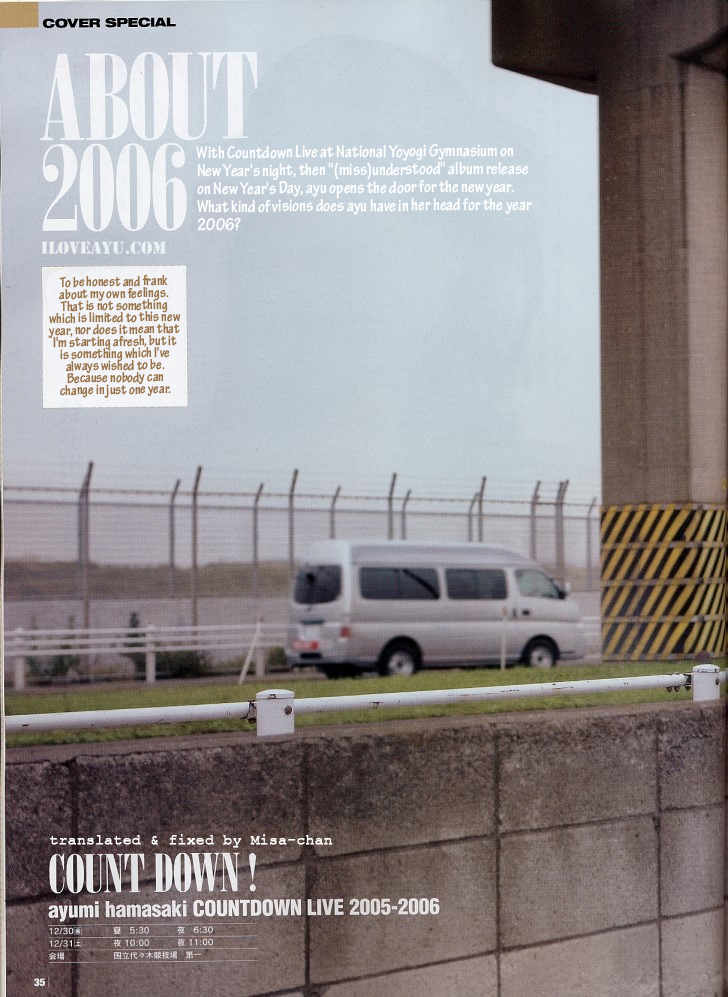 COVER SPECIAL
ABOUT
2006
With Countdown Live at National Yoyogi Gymnasium on
New Year's night, then "(miss)understood" album release
on New Year's Day, ayu opens the door for the new year.
What kind of visions does ayu have in her head for the year
2006?
ILOVEAYU.COM
To be honest and frank
about my own feelings.
That is not something
which is limited to this new
year, nor does it mean that
I'm starting afresh, but it
is something which I've
always wished to be.
Because nobody can
change in just one year.
translated & fixed by Misa-chan
COUNT DOWN!
ayumi hamasaki COUNTDOWN LIVE 2005-2006
12/30金 昼 5:30 夜 6:30
12/31土 夜 10:00 夜 11:00
会場 国立代々木競技場 第一
35